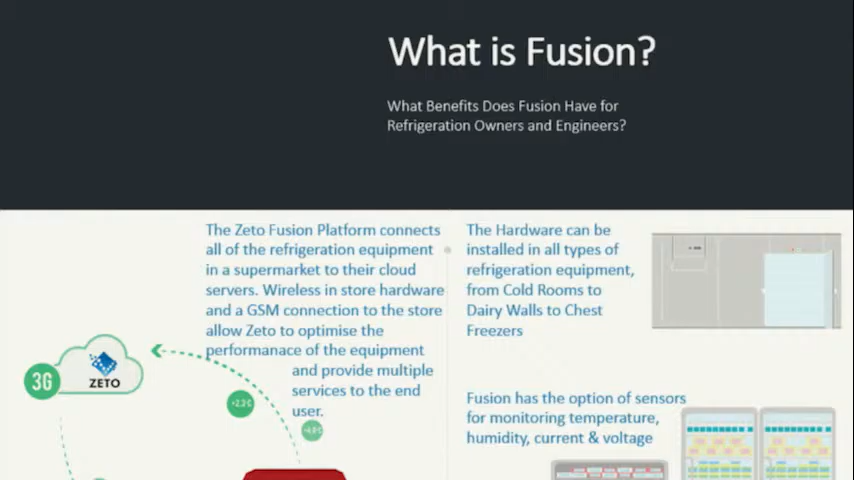 What is Fusion?
What Benefits Does Fusion Have for
Refrigeration Owners and Engineers?
The Zeto Fusion Platform connects
all of the refrigeration equipment
in a supermarket to their cloud
servers. Wireless in store hardware
and a GSM connection to the store
allow Zeto to optimise the
performanace of the equipment
and provide multiple
services to the end
user.
The Hardware can be
installed in all types of
refrigeration equipment,
from Cold Rooms to
Dairy Walls to Chest
Freezers
Fusion has the option of sensors
for monitoring temperature,
humidity, current & voltage
3G
ZETO